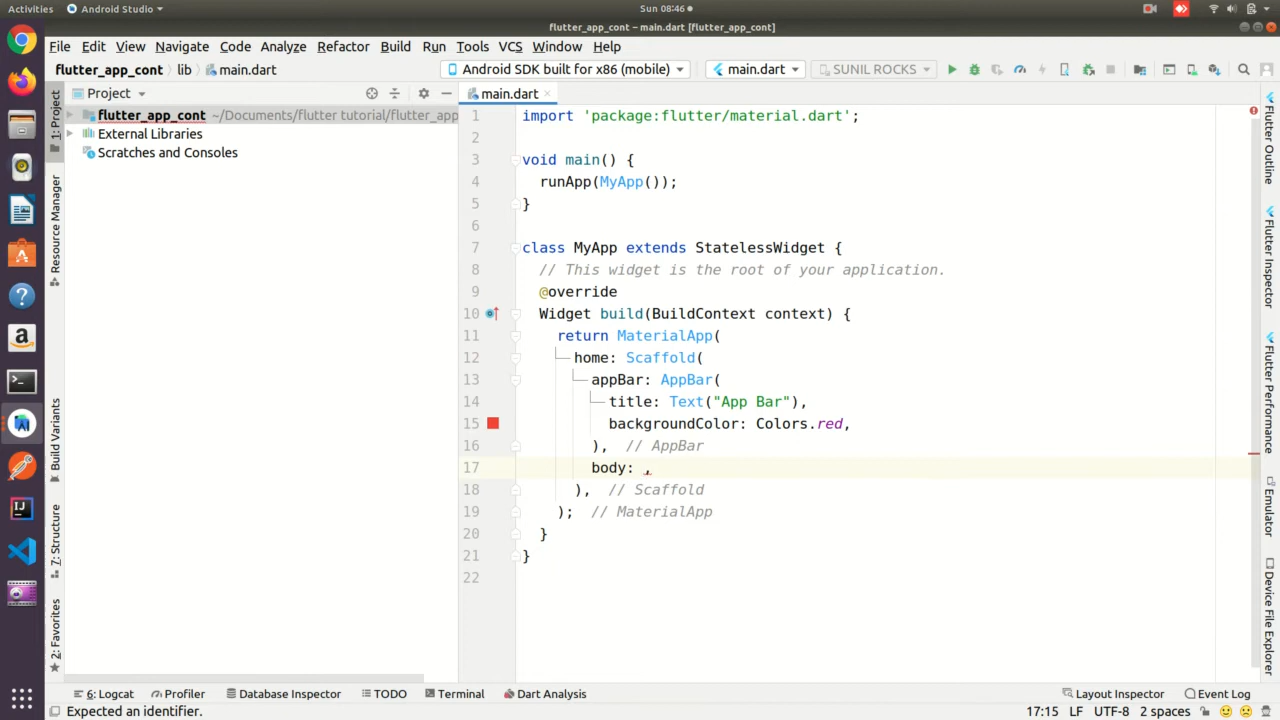 Activities Android Studio Sun 08:46
flutter_app_cont – main.dart [flutter_app_cont]
File Edit View Navigate Code Analyze Refactor Build Run Tools VCS Window Help
flutter_app_cont lib main.dart Android SDK built for x86 (mobile) main.dart SUNIL ROCKS
Project main.dart
flutter_app_cont ~/Documents/flutter tutorial/flutter_app
External Libraries
Scratches and Consoles
1: Project
Resource Manager
Build Variants
7: Structure
2: Favorites
1 import 'package:flutter/material.dart';
2
3 void main() {
4 runApp(MyApp());
5 }
6
7 class MyApp extends StatelessWidget {
8 // This widget is the root of your application.
9 @override
10 Widget build(BuildContext context) {
11 return MaterialApp(
12 home: Scaffold(
13 appBar: AppBar(
14 title: Text("App Bar"),
15 backgroundColor: Colors.red,
16 ), // AppBar
17 body: ,
18 ), // Scaffold
19 ); // MaterialApp
20 }
21 }
22
Flutter Outline
Flutter Inspector
Flutter Performance
Emulator
Device File Explorer
6: Logcat Profiler Database Inspector TODO Terminal Dart Analysis Layout Inspector Event Log
Expected an identifier. 17:15 LF UTF-8 2 spaces